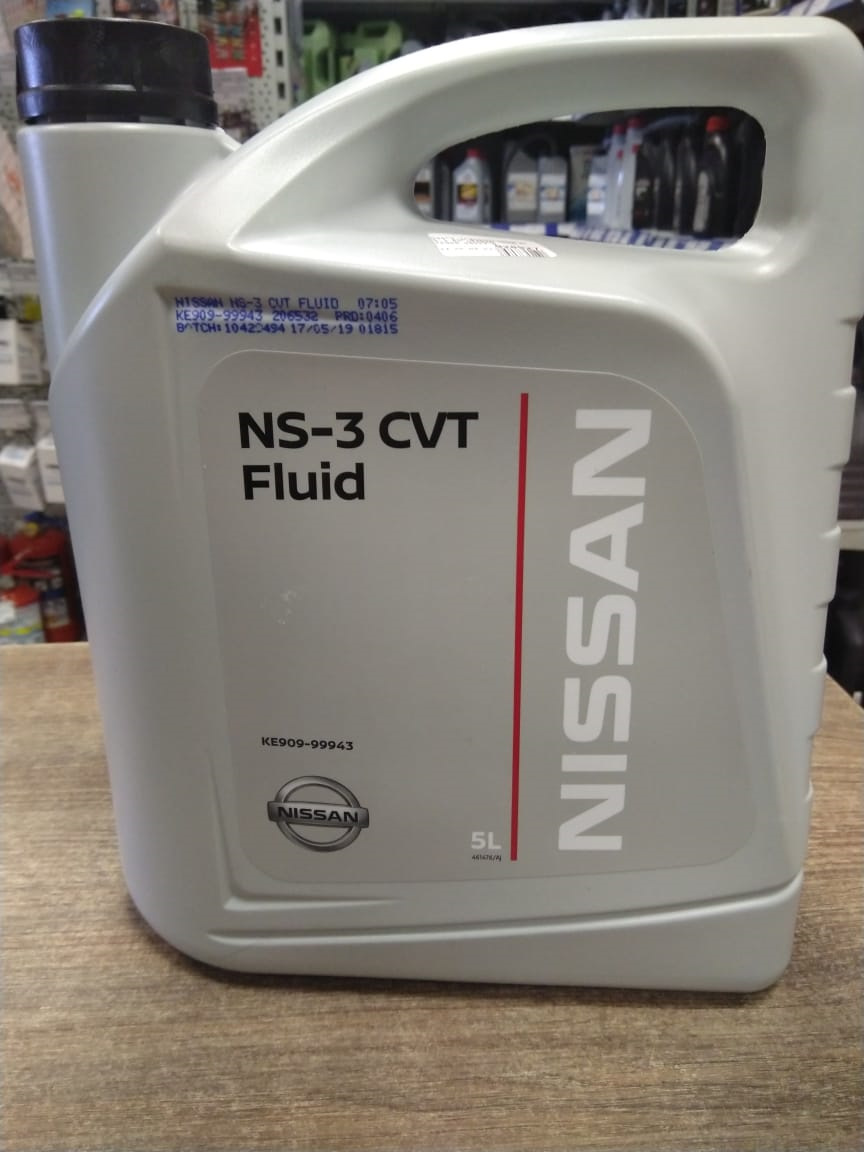 NISSAN NS-3 CVT FLUID 07:05
KE909-99943 206532 PRD:0406
BATCH: 17/05/19 01815
NS-3 CVT
Fluid
NISSAN
KE909-99943
NISSAN
5L